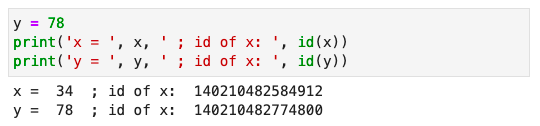 y = 78
print('x = ', x, ' ; id of x: ', id(x))
print('y = ', y, ' ; id of x: ', id(y))
x =  34  ; id of x:  140210482584912
y =  78  ; id of x:  140210482774800